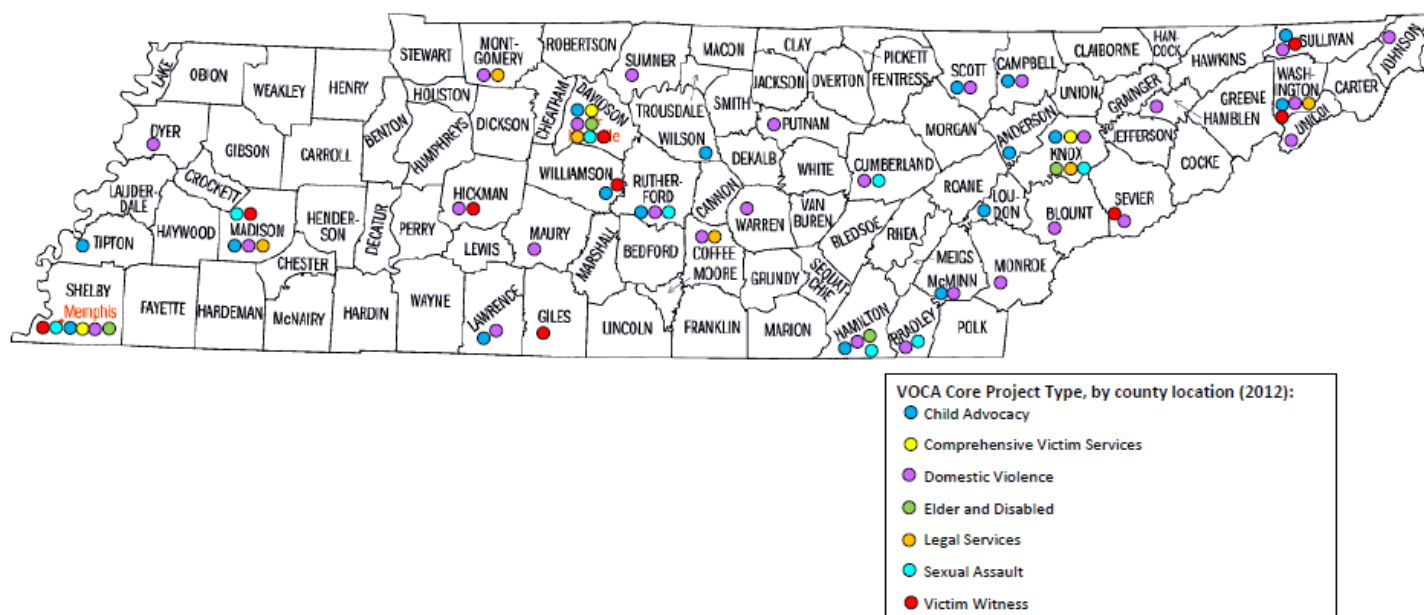 LAKE
OBION
WEAKLEY
HENRY
STEWART
MONT-
GOMERY
ROBERTSON
SUMNER
MACON
CLAY
PICKETT
FENTRESS
SCOTT
CAMPBELL
CLAIBORNE
HAN-
COCK
HAWKINS
SULLIVAN
JOHNSON
DYER
GIBSON
CARROLL
BENTON
HOUSTON
HUMPHREYS
DICKSON
CHEATHAM
DAVIDSON
TROUSDALE
WILSON
SMITH
JACKSON
OVERTON
PUTNAM
MORGAN
ANDERSON
UNION
GRAINGER
HAMBLEN
JEFFERSON
GREENE
WASH-
INGTON
CARTER
UNICOI
LAUDER-
DALE
CROCKETT
HAYWOOD
MADISON
HENDER-
SON
DECATUR
PERRY
HICKMAN
WILLIAMSON
RUTHER-
FORD
CANNON
DEKALB
WHITE
CUMBERLAND
WARREN
VAN
BUREN
BLEDSOE
RHEA
ROANE
LOU-
DON
KNOX
BLOUNT
SEVIER
COCKE
TIPTON
CHESTER
LEWIS
MAURY
MARSHALL
BEDFORD
COFFEE
MOORE
GRUNDY
SEQUAT
CHIE
MEIGS
McMINN
MONROE
SHELBY
Memphis
FAYETTE
HARDEMAN
McNAIRY
HARDIN
WAYNE
LAWRENCE
GILES
LINCOLN
FRANKLIN
MARION
HAMILTON
BRADLEY
POLK
VOCA Core Project Type, by county location (2012):
Child Advocacy
Comprehensive Victim Services
Domestic Violence
Elder and Disabled
Legal Services
Sexual Assault
Victim Witness